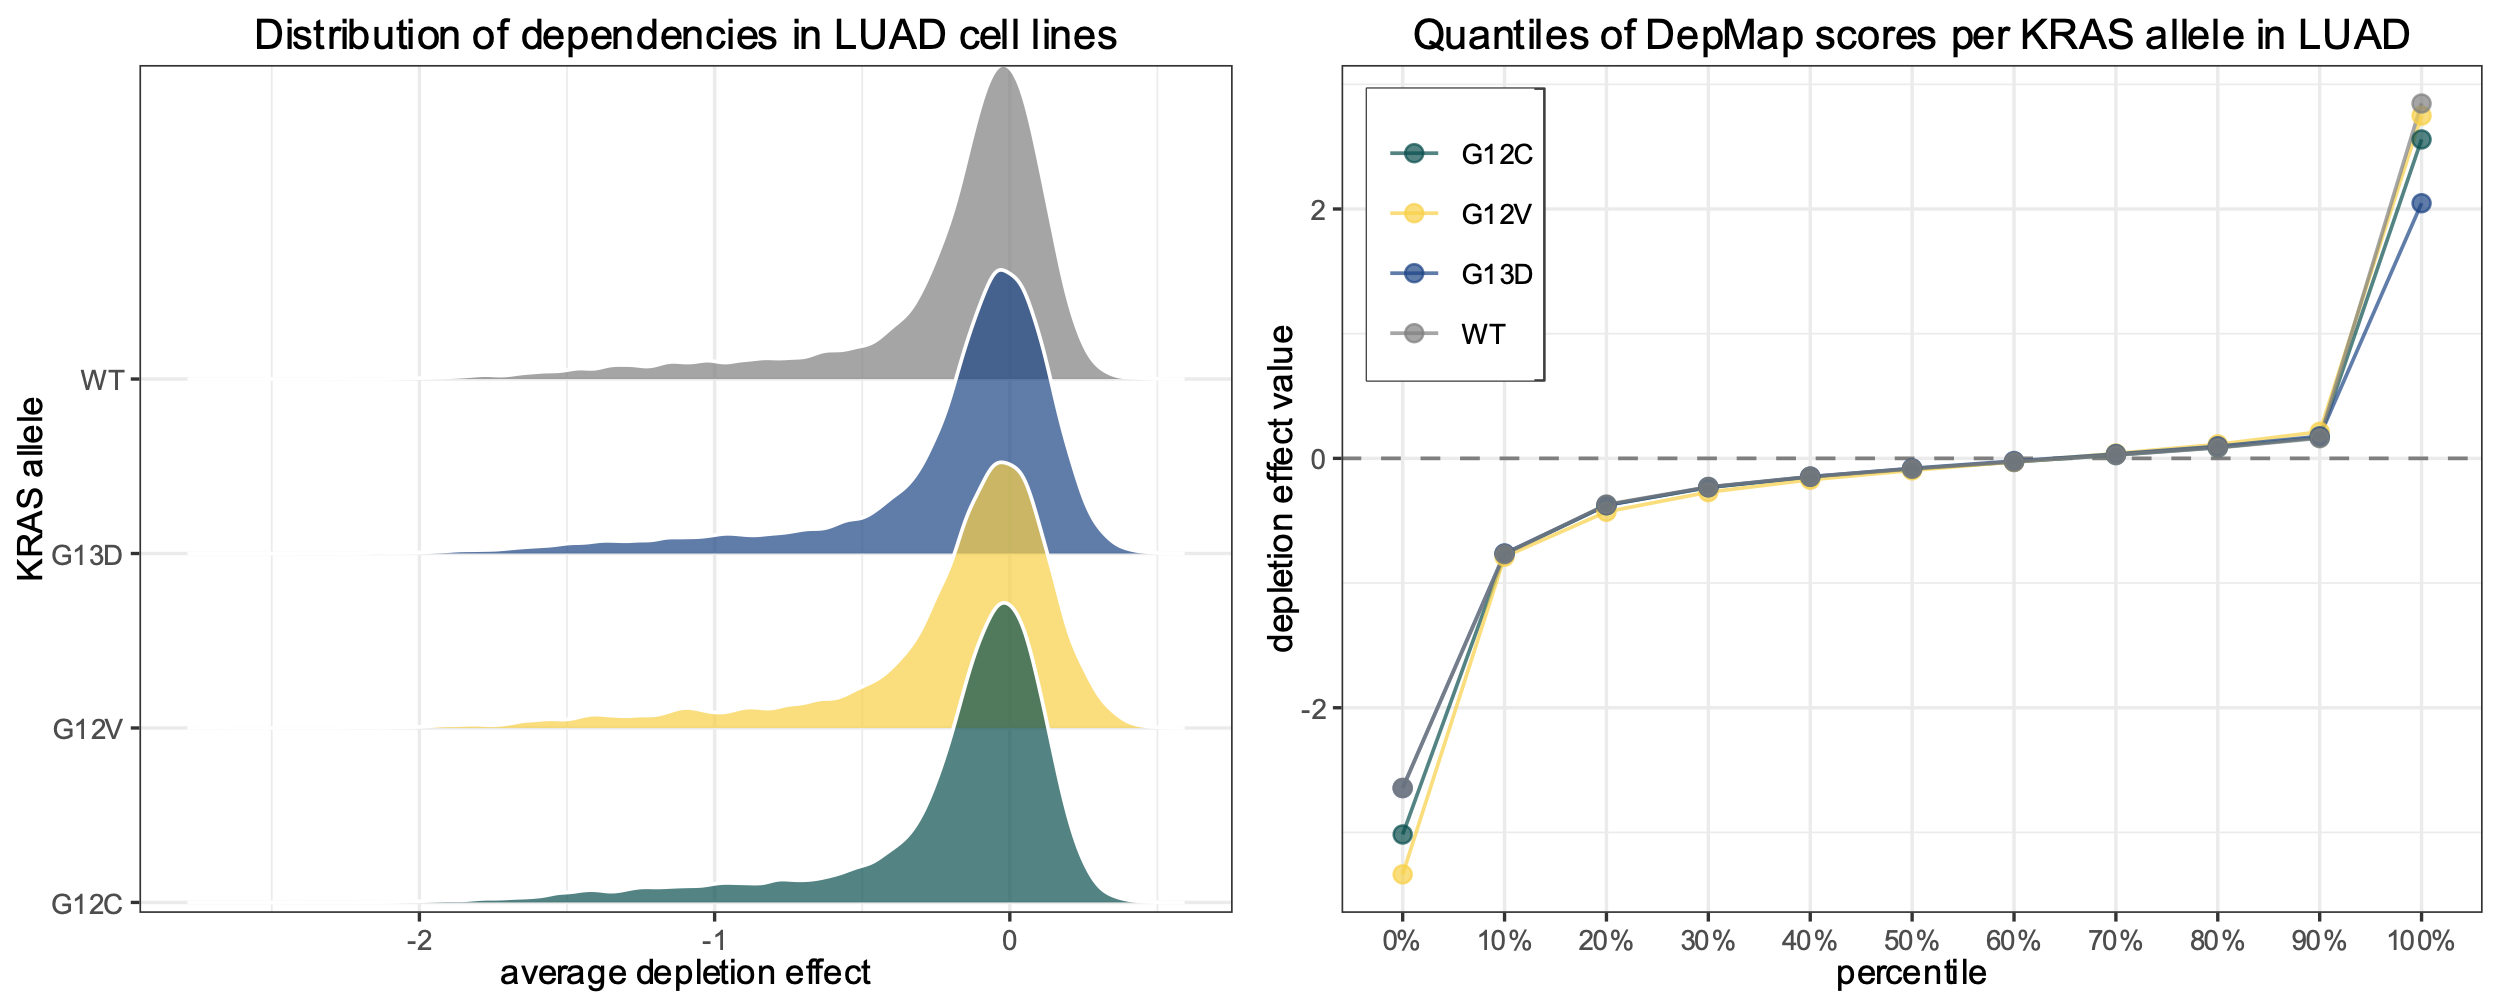 Distribution of dependencies in LUAD cell lines
KRAS allele
WT
G13D
G12V
G12C
-2 -1 0
average depletion effect
Quantiles of DepMap scores per KRAS allele in LUAD
depletion effect value
2
0
-2
G12C
G12V
G13D
WT
0% 10% 20% 30% 40% 50% 60% 70% 80% 90% 100%
percentile